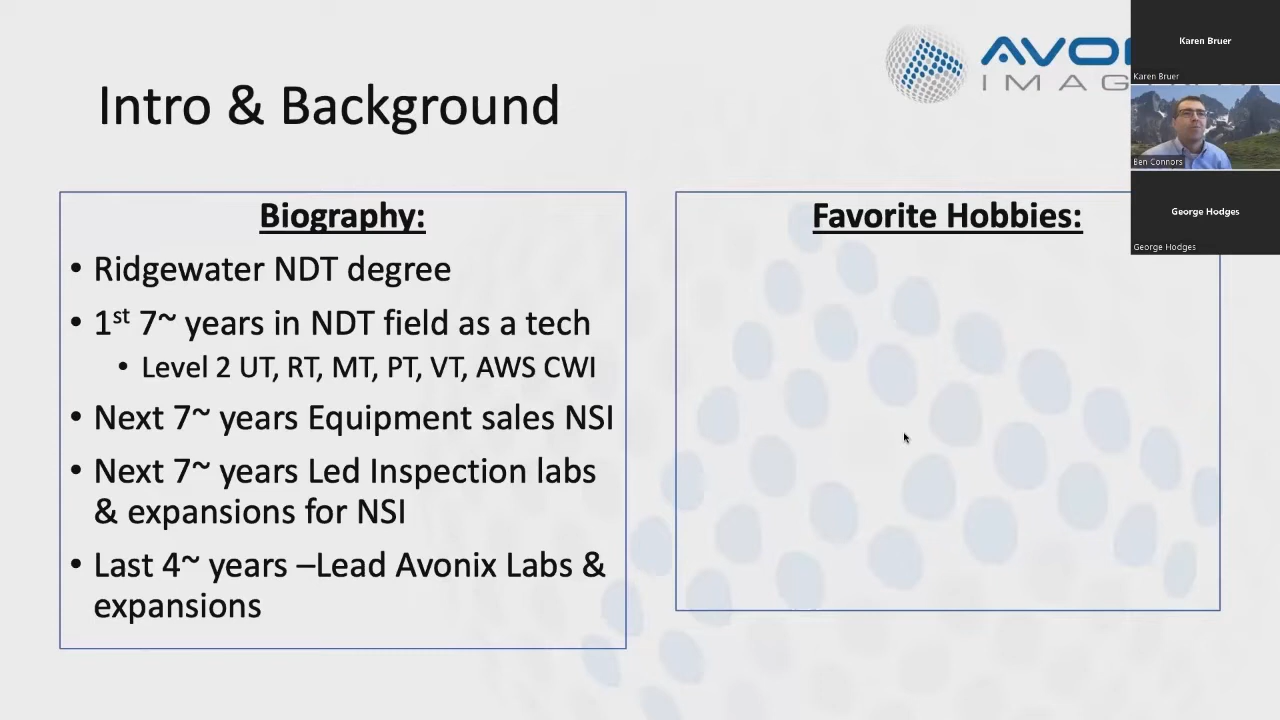 Intro & Background
AVO
IMAG
Karen Bruer
Karen Bruer
Ben Connors
George Hodges
George Hodges
Biography:
• Ridgewater NDT degree
• 1st 7~ years in NDT field as a tech
• Level 2 UT, RT, MT, PT, VT, AWS CWI
• Next 7~ years Equipment sales NSI
• Next 7~ years Led Inspection labs
& expansions for NSI
• Last 4~ years –Lead Avonix Labs &
expansions
Favorite Hobbies: